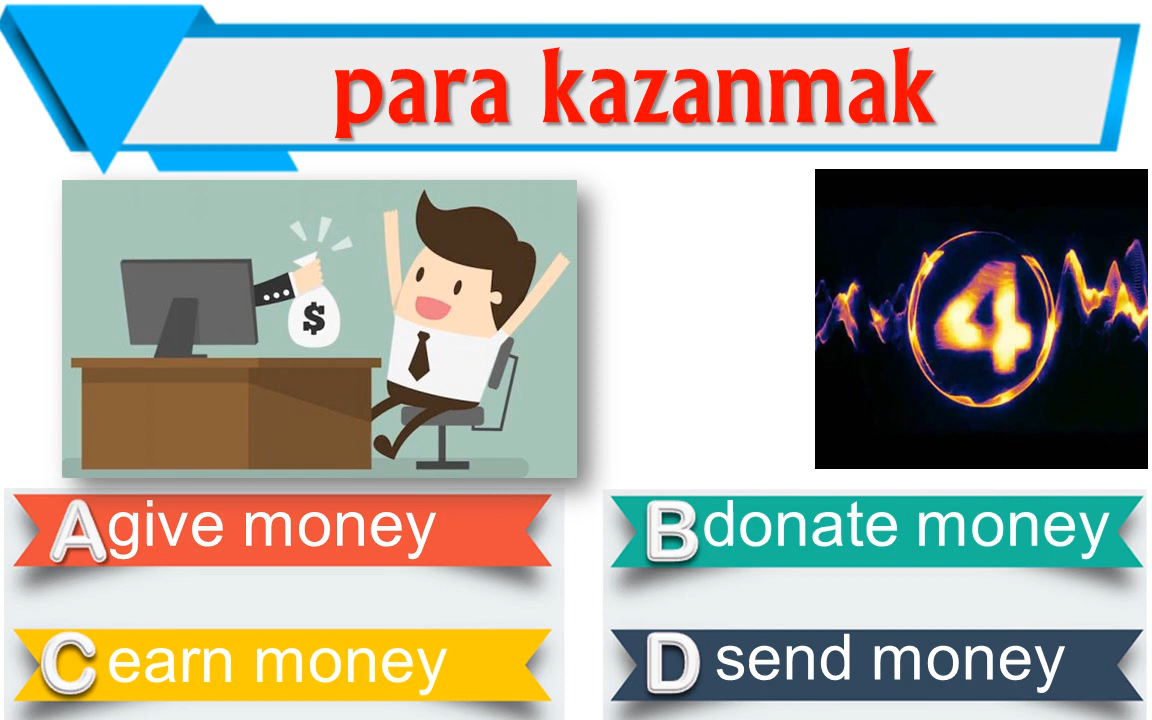 para kazanmak
$
4
A give money
B donate money
C earn money
D send money